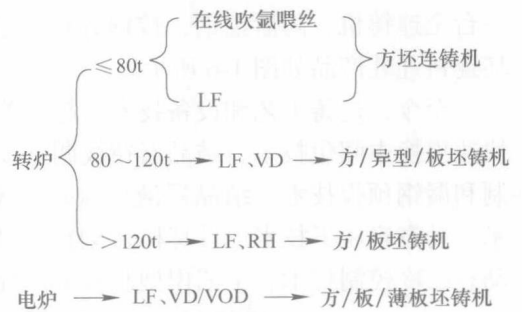 在线吹氩喂丝
≤80t
方坯连铸机
LF
转炉
80～120t → LF、VD → 方/异型/板坯铸机
>120t → LF、RH → 方/板坯铸机
电炉 → LF、VD/VOD → 方/板/薄板坯铸机